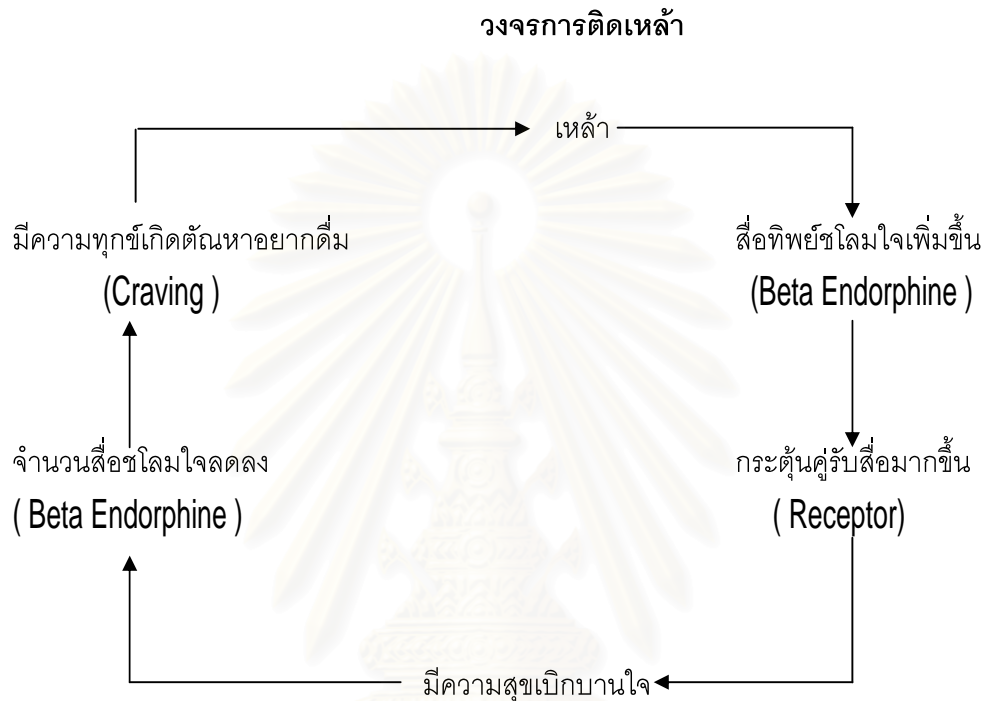 วงจรการติดเหล้า
เหล้า
มีความทุกข์เกิดตัณหาอยากดื่ม
(Craving )
สื่อทิพย์ชโลมใจเพิ่มขึ้น
(Beta Endorphine )
จำนวนสื่อชโลมใจลดลง
( Beta Endorphine )
กระตุ้นคู่รับสื่อมากขึ้น
( Receptor)
มีความสุขเบิกบานใจ